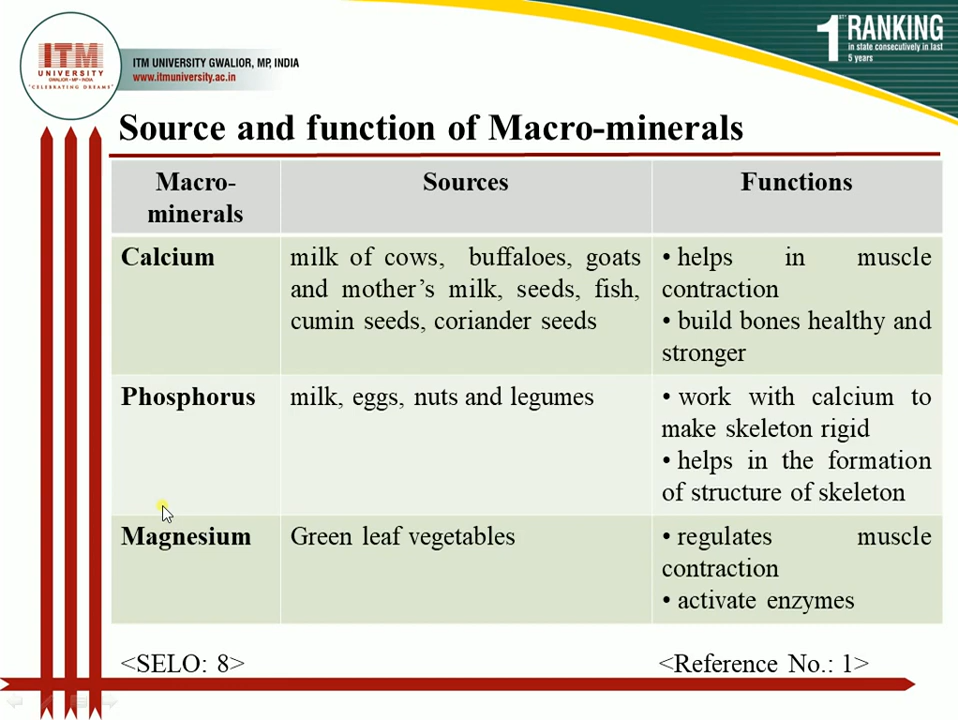 ITM
UNIVERSITY
GWALIOR • MP • INDIA
"CELEBRATING DREAMS"
ITM UNIVERSITY GWALIOR, MP, INDIA
www.itmuniversity.ac.in
1ST RANKING
in state consecutively in last
5 years
Source and function of Macro-minerals
Macro-
minerals
Sources
Functions
Calcium
milk of cows, buffaloes, goats
and mother's milk, seeds, fish,
cumin seeds, coriander seeds
• helps in muscle
contraction
• build bones healthy and
stronger
Phosphorus
milk, eggs, nuts and legumes
• work with calcium to
make skeleton rigid
• helps in the formation
of structure of skeleton
Magnesium
Green leaf vegetables
• regulates muscle
contraction
• activate enzymes
<SELO: 8>
<Reference No.: 1>